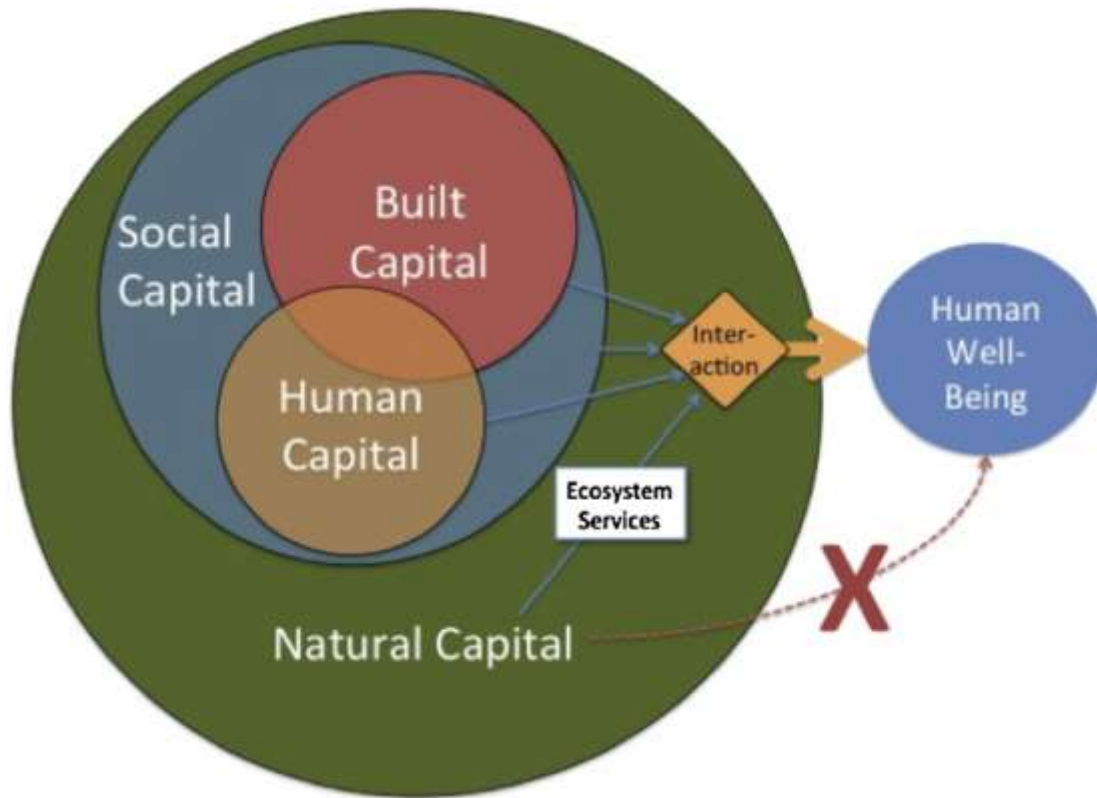 Built
Capital
Social
Capital
Human
Capital
Inter-
action
Human
Well-
Being
Ecosystem
Services
X
Natural Capital